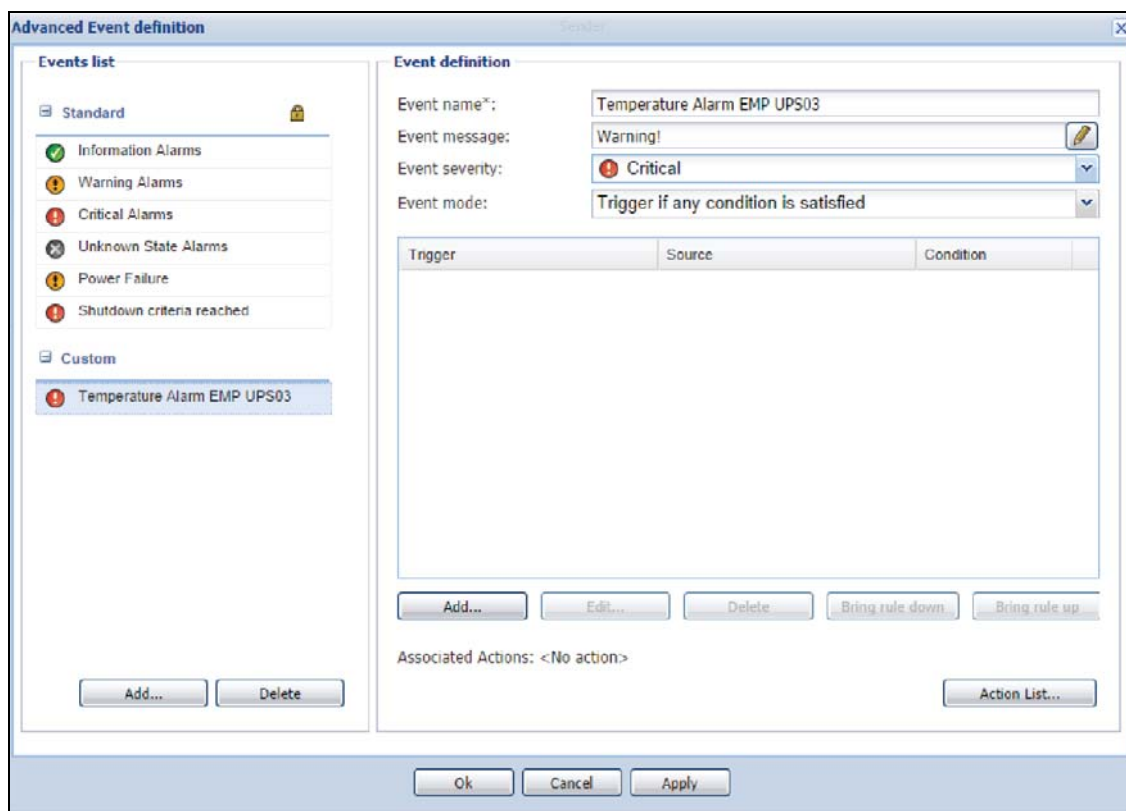 Advanced Event definition
Sender
Events list
Standard
Information Alarms
Warning Alarms
Critical Alarms
Unknown State Alarms
Power Failure
Shutdown criteria reached
Custom
Temperature Alarm EMP UPS03
Add... Delete
Event definition
Event name*: Temperature Alarm EMP UPS03
Event message: Warning!
Event severity: Critical
Event mode: Trigger if any condition is satisfied
Trigger Source Condition
Add... Edit... Delete Bring rule down Bring rule up
Associated Actions: <No action>
Action List...
Ok Cancel Apply